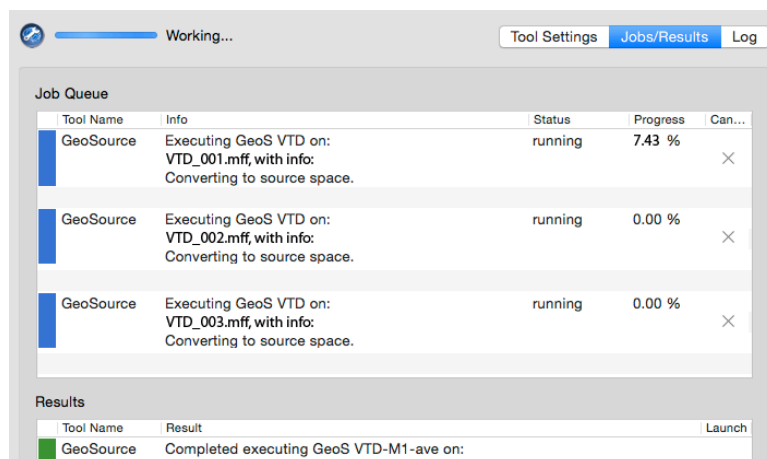 Working...
Tool Settings Jobs/Results Log
Job Queue
Tool Name Info Status Progress Can...
GeoSource Executing GeoS VTD on: running 7.43 %
VTD_001.mff, with info:
Converting to source space.
GeoSource Executing GeoS VTD on: running 0.00 %
VTD_002.mff, with info:
Converting to source space.
GeoSource Executing GeoS VTD on: running 0.00 %
VTD_003.mff, with info:
Converting to source space.
Results
Tool Name Result Launch
GeoSource Completed executing GeoS VTD-M1-ave on: